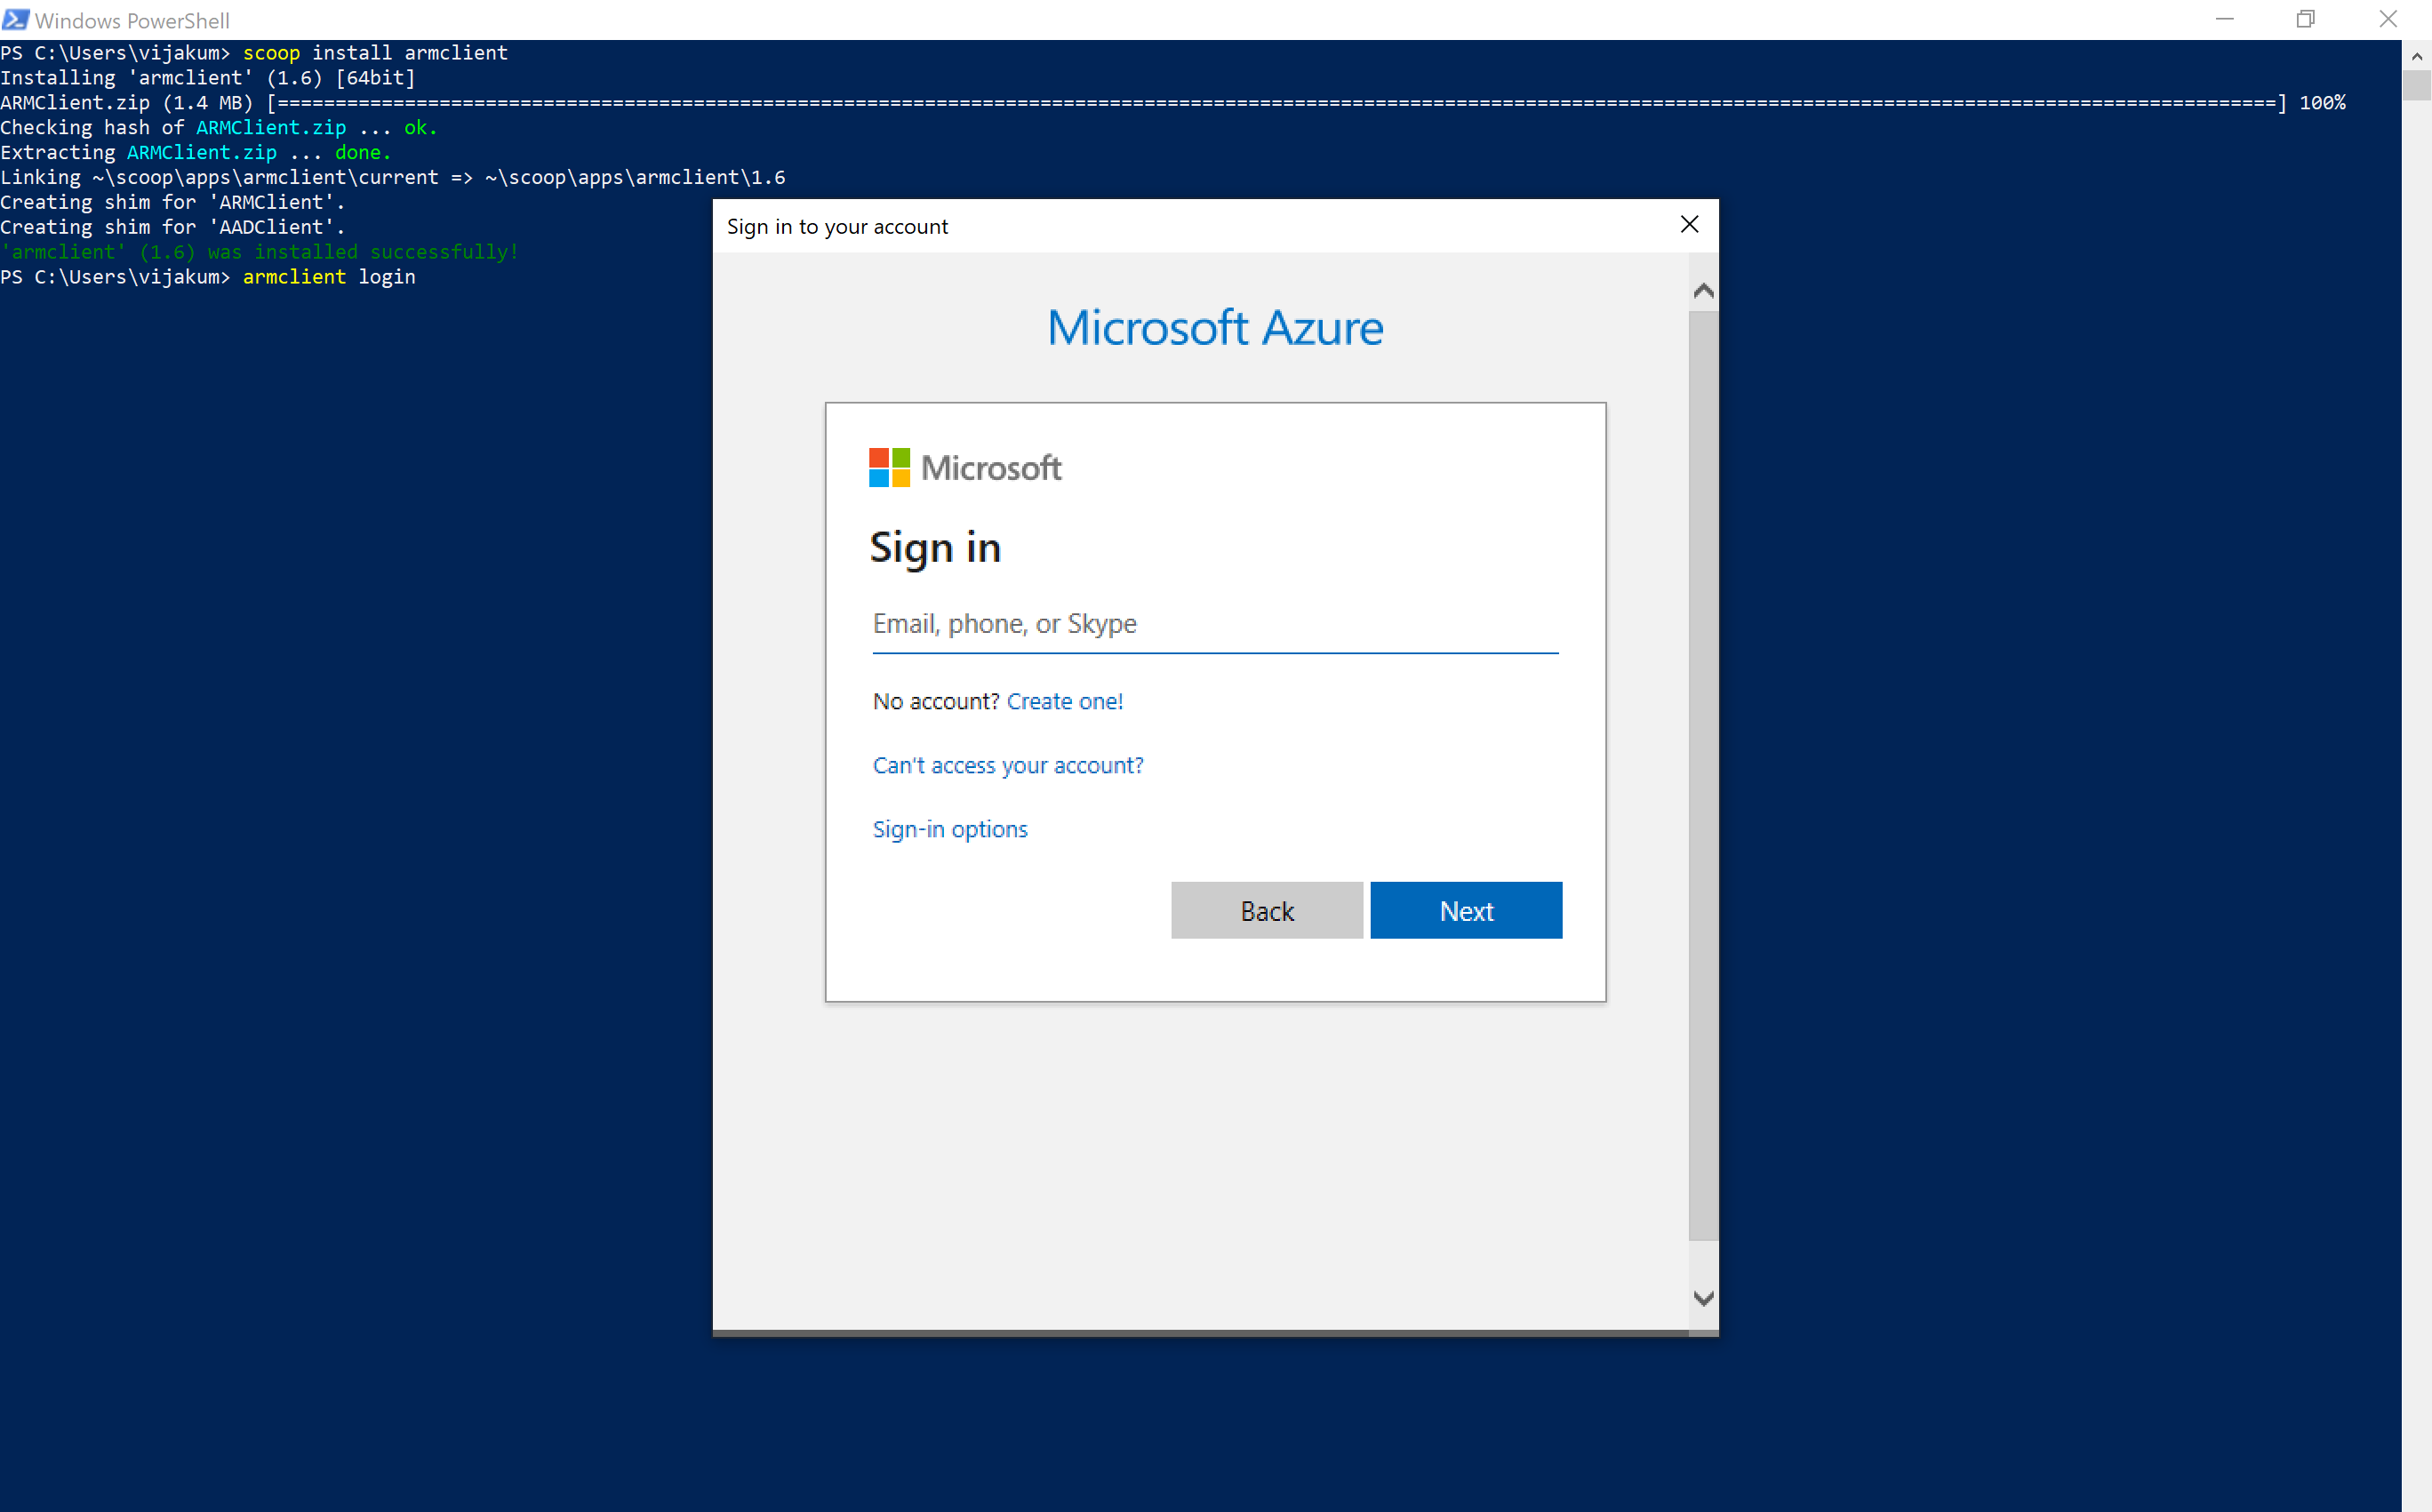 Windows PowerShell
PS C:\Users\vijakum> scoop install armclient
Installing 'armclient' (1.6) [64bit]
ARMClient.zip (1.4 MB) [=============================================================================================================================================================================] 100%
Checking hash of ARMClient.zip ... ok.
Extracting ARMClient.zip ... done.
Linking ~\scoop\apps\armclient\current => ~\scoop\apps\armclient\1.6
Creating shim for 'ARMClient'.
Creating shim for 'AADClient'.
'armclient' (1.6) was installed successfully!
PS C:\Users\vijakum> armclient login
Sign in to your account
Microsoft Azure
Microsoft
Sign in
Email, phone, or Skype
No account? Create one!
Can't access your account?
Sign-in options
Back
Next